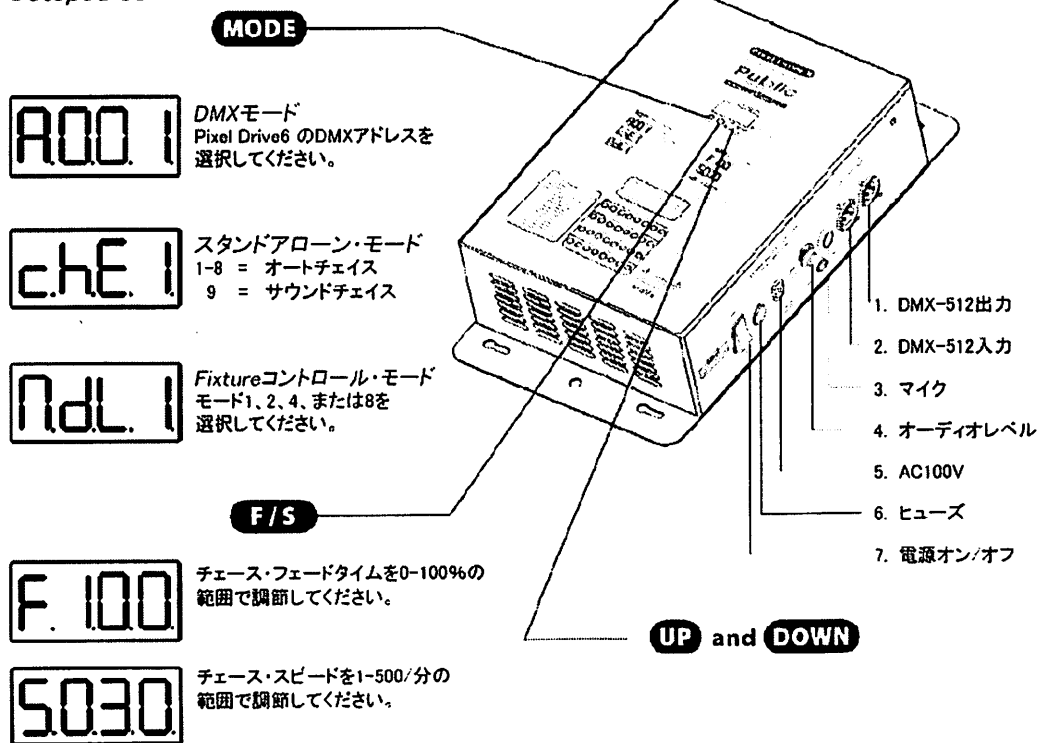 MODE
A.0.0. 1
DMXモード
Pixel Drive6 のDMXアドレスを
選択してください。
c.h.E. 1.
スタンドアローン・モード
1-8 = オートチェイス
9 = サウンドチェイス
M.d.L. 1
Fixtureコントロール・モード
モード1、2、4、または8を
選択してください。
F/S
F. 1.0.0
チェース・フェードタイムを0-100%の
範囲で調節してください。
S.0.3.0.
チェース・スピードを1-500/分の
範囲で調節してください。
Public
1. DMX-512出力
2. DMX-512入力
3. マイク
4. オーディオレベル
5. AC100V
6. ヒューズ
7. 電源オン/オフ
UP and DOWN